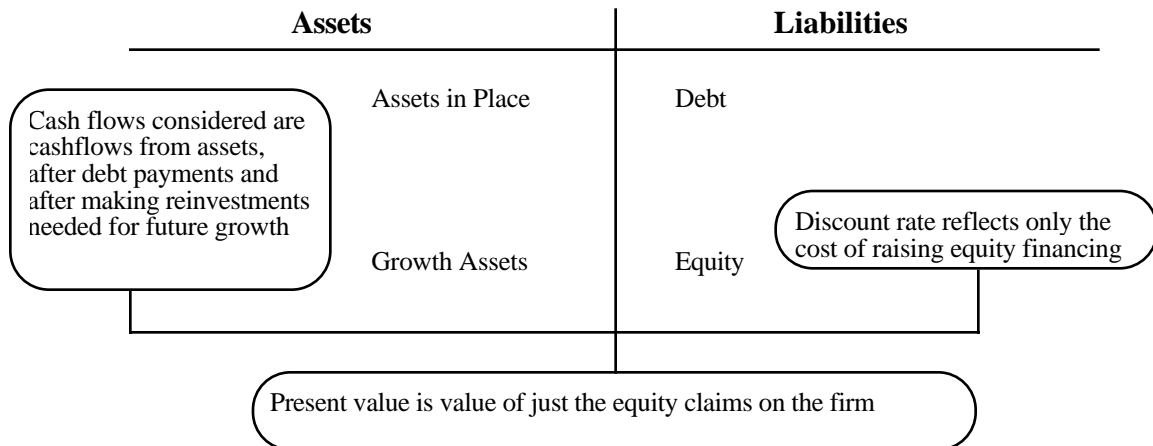 Assets
Liabilities
Assets in Place
Debt
Cash flows considered are
cashflows from assets,
after debt payments and
after making reinvestments
needed for future growth
Growth Assets
Equity
Discount rate reflects only the
cost of raising equity financing
Present value is value of just the equity claims on the firm